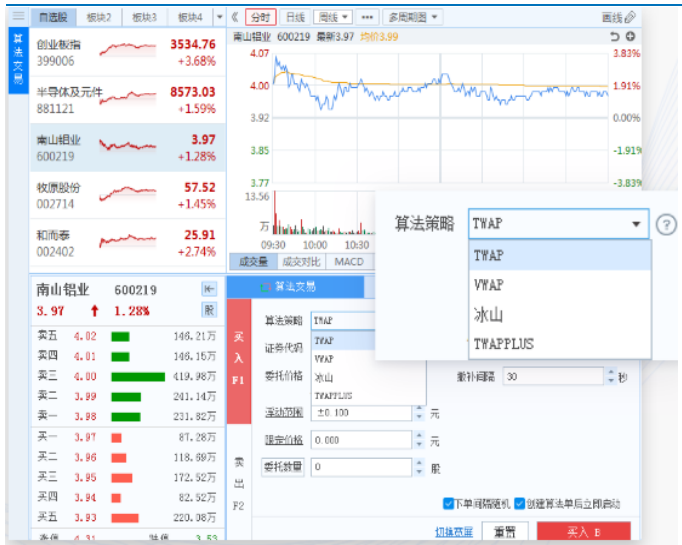 自选股 板块2 板块3 板块4
分时 日线 周线 ••• 多周期图 画线
算法交易
创业板指 3534.76
399006 +3.68%
半导体及元件 8573.03
881121 +1.59%
南山铝业 3.97
600219 +1.28%
牧原股份 57.52
002714 +1.45%
和而泰 25.91
002402 +2.74%
南山铝业 600219 最新3.97 均价3.99
4.07 3.83%
4.00 1.91%
3.92 0.00%
3.85 -1.91%
3.77 -3.83%
13.56
万
09:30 10:00 10:30
成交量 成交对比 MACD
算法策略 TWAP
TWAP
VWAP
冰山
TWAPPLUS
南山铝业 600219
3.97 1.28% 股
卖五 4.02 146.21万
卖四 4.01 146.15万
卖三 4.00 419.98万
卖二 3.99 241.14万
卖一 3.98 231.82万
买一 3.97 87.28万
买二 3.96 118.69万
买三 3.95 172.52万
买四 3.94 82.52万
买五 3.93 220.08万
涨停 4.31 跌停 3.53
算法交易
买入 F1
卖出 F2
算法策略 TWAP
证券代码 TWAP
VWAP
委托价格 冰山
TWAPPLUS
撤补间隔 30 秒
浮动范围 ±0.100 元
限定价格 0.000 元
委托数量 0 股
下单间隔随机 创建算法单后立即启动
切换宽屏 重置 买入 B